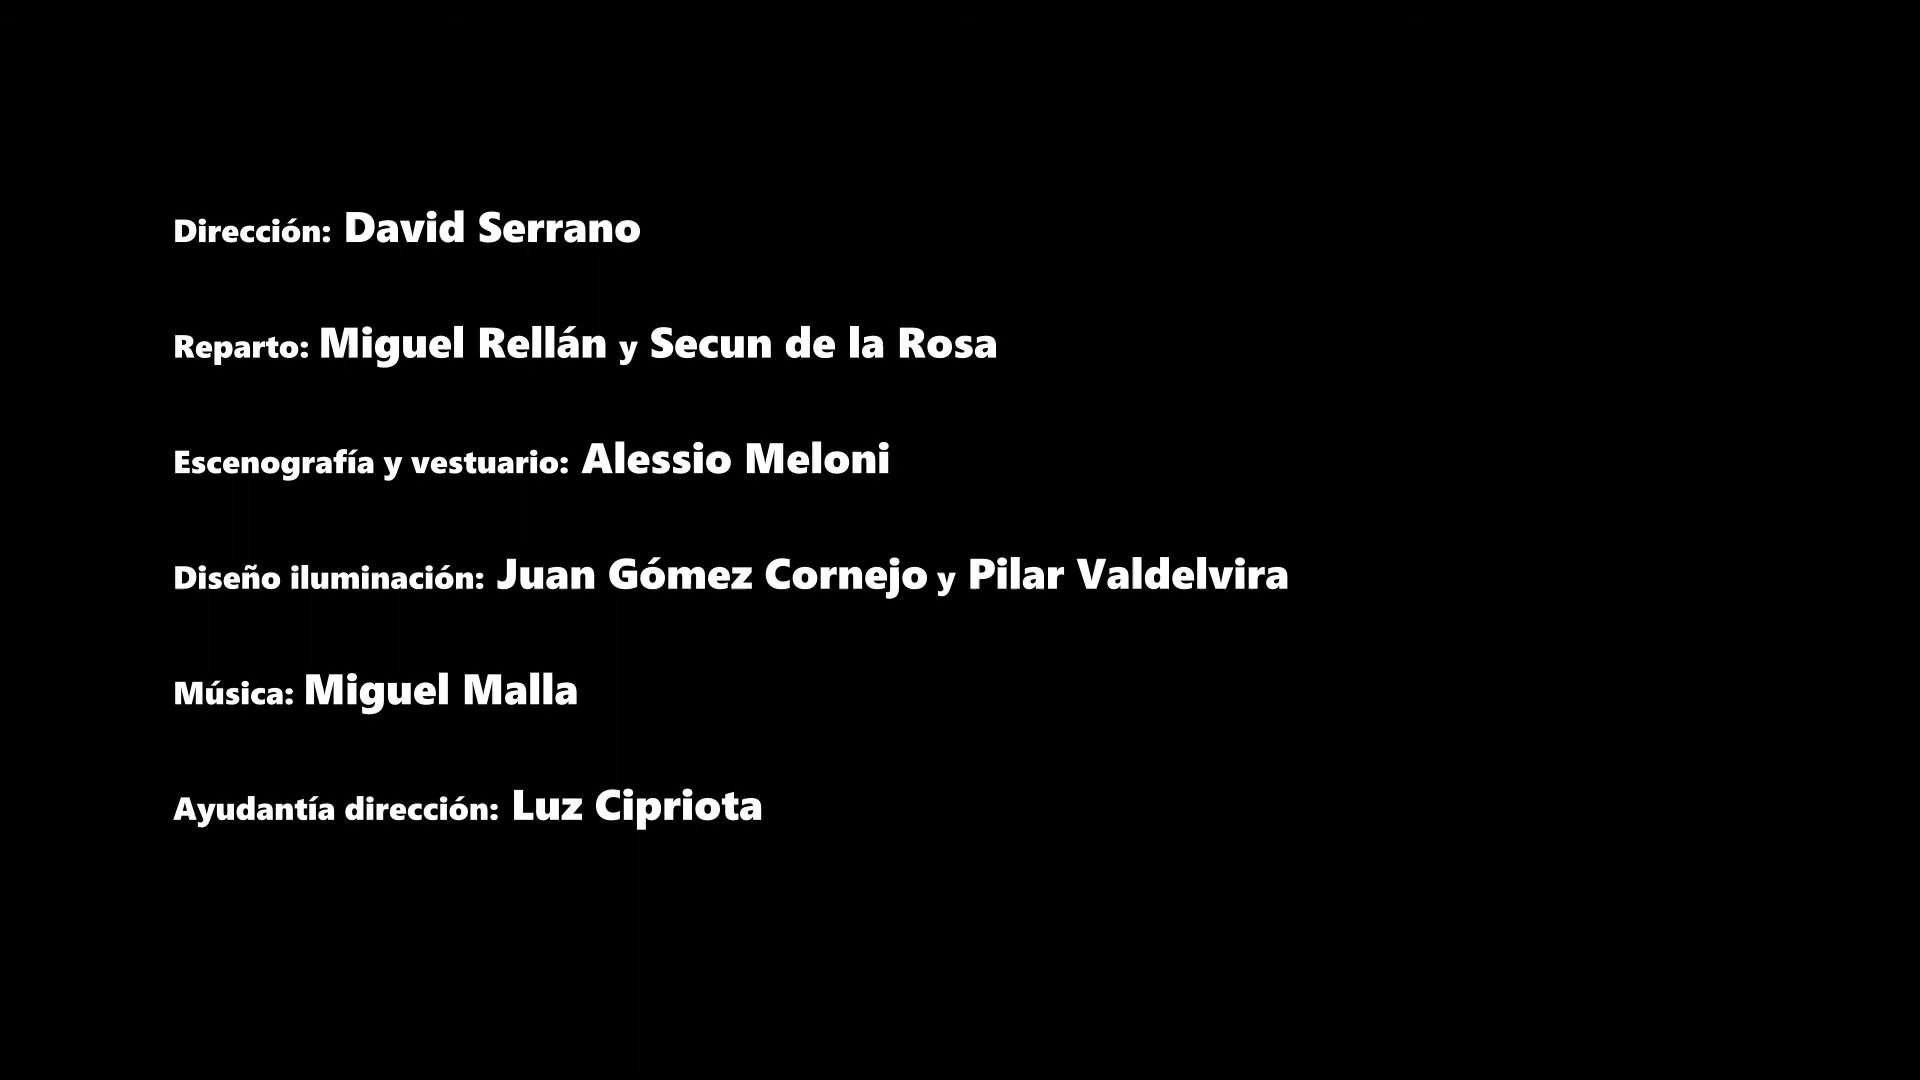 Dirección: David Serrano
Reparto: Miguel Rellán y Secun de la Rosa
Escenografía y vestuario: Alessio Meloni
Diseño iluminación: Juan Gómez Cornejo y Pilar Valdelvira
Música: Miguel Malla
Ayudantía dirección: Luz Cipriota